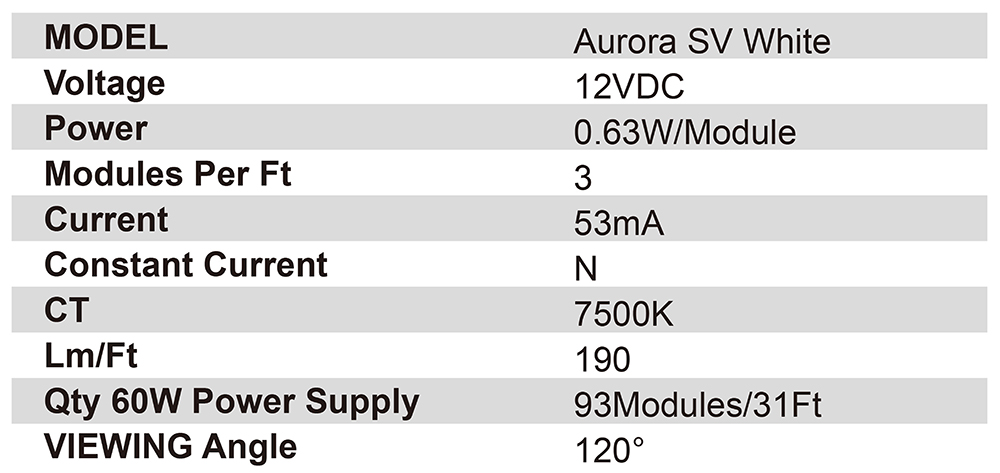 MODEL Aurora SV White
Voltage 12VDC
Power 0.63W/Module
Modules Per Ft 3
Current 53mA
Constant Current N
CT 7500K
Lm/Ft 190
Qty 60W Power Supply 93Modules/31Ft
VIEWING Angle 120°